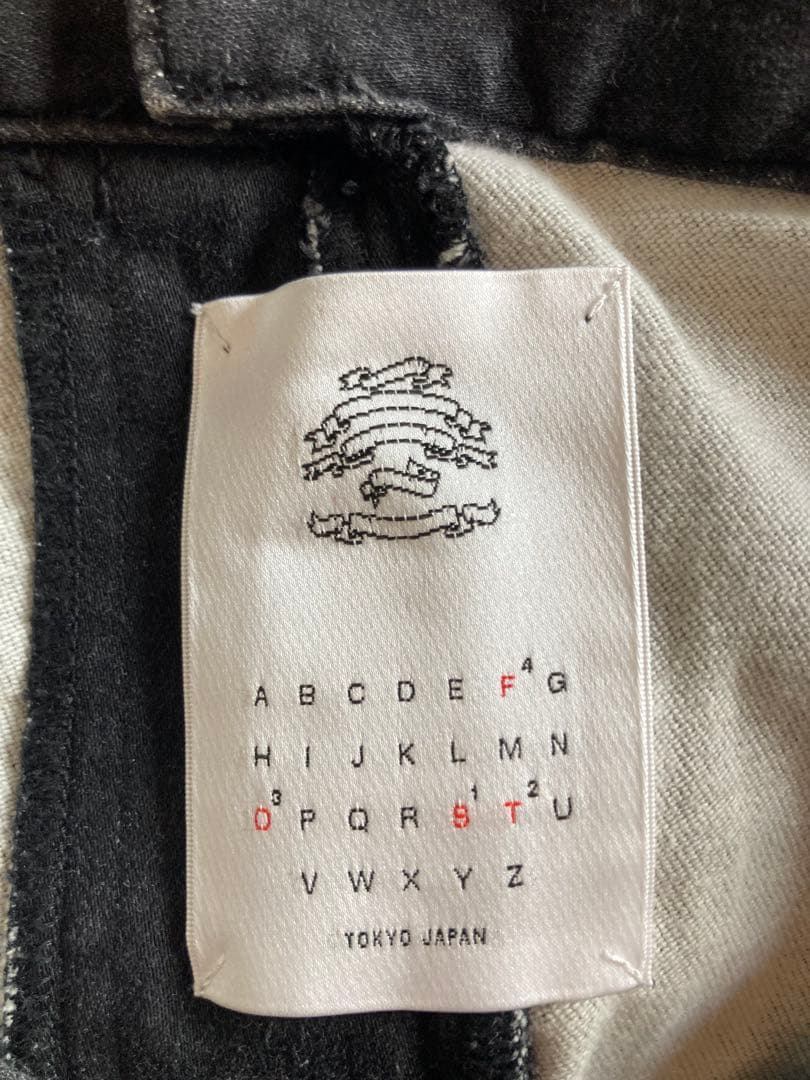 A B C D E F⁴ G
H I J K L M N
O³ P Q R S¹ T² U
V W X Y Z
TOKYO JAPAN